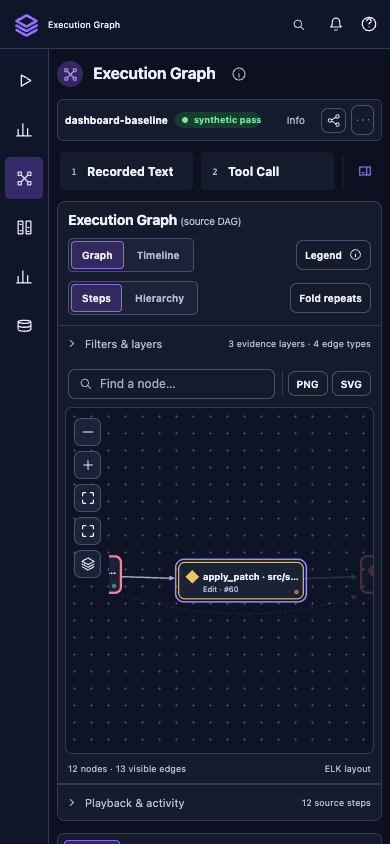 Execution Graph
Execution Graph
dashboard-baseline
synthetic pass
Info
1 Recorded Text
2 Tool Call
Execution Graph (source DAG)
Graph
Timeline
Legend
Steps
Hierarchy
Fold repeats
Filters & layers
3 evidence layers · 4 edge types
Find a node...
PNG
SVG
apply_patch · src/s...
Edit · #60
12 nodes · 13 visible edges
ELK layout
Playback & activity
12 source steps